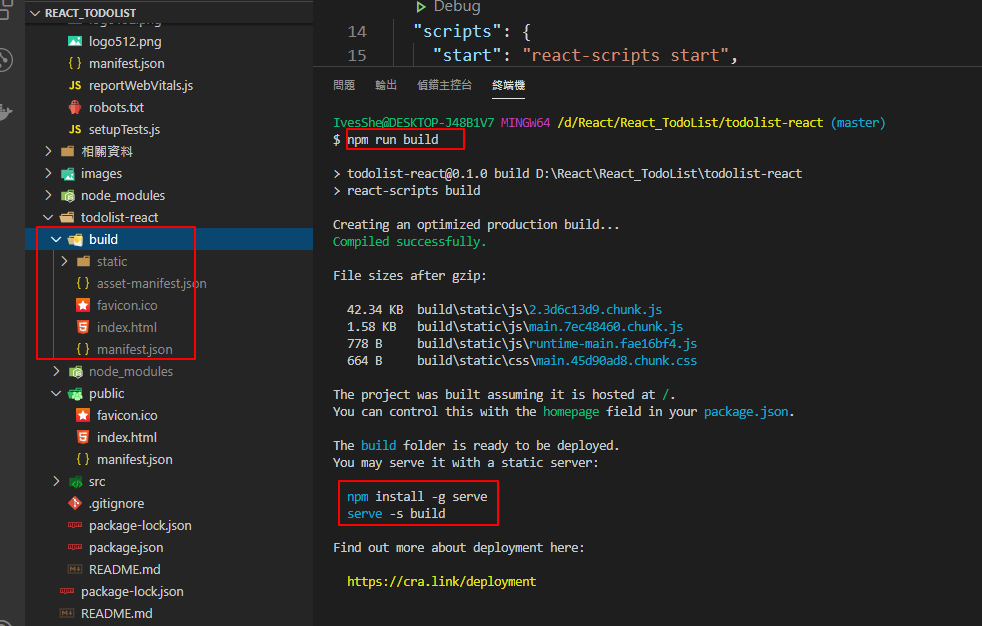 REACT_TODOLIST
logo512.png
manifest.json
reportWebVitals.js
robots.txt
setupTests.js
相關資料
images
node_modules
todolist-react
build
static
asset-manifest.json
favicon.ico
index.html
manifest.json
node_modules
public
favicon.ico
index.html
manifest.json
src
.gitignore
package-lock.json
package.json
README.md
package-lock.json
README.md
Debug
14 "scripts": {
15 "start": "react-scripts start",
問題 輸出 偵錯主控台 終端機
IvesShe@DESKTOP-J48B1V7 MINGW64 /d/React/React_TodoList/todolist-react (master)
$ npm run build
> todolist-react@0.1.0 build D:\React\React_TodoList\todolist-react
> react-scripts build
Creating an optimized production build...
Compiled successfully.
File sizes after gzip:
42.34 KB build\static\js\2.3d6c13d9.chunk.js
1.58 KB build\static\js\main.7ec48460.chunk.js
778 B build\static\js\runtime-main.fae16bf4.js
664 B build\static\css\main.45d90ad8.chunk.css
The project was built assuming it is hosted at /.
You can control this with the homepage field in your package.json.
The build folder is ready to be deployed.
You may serve it with a static server:
npm install -g serve
serve -s build
Find out more about deployment here:
https://cra.link/deployment